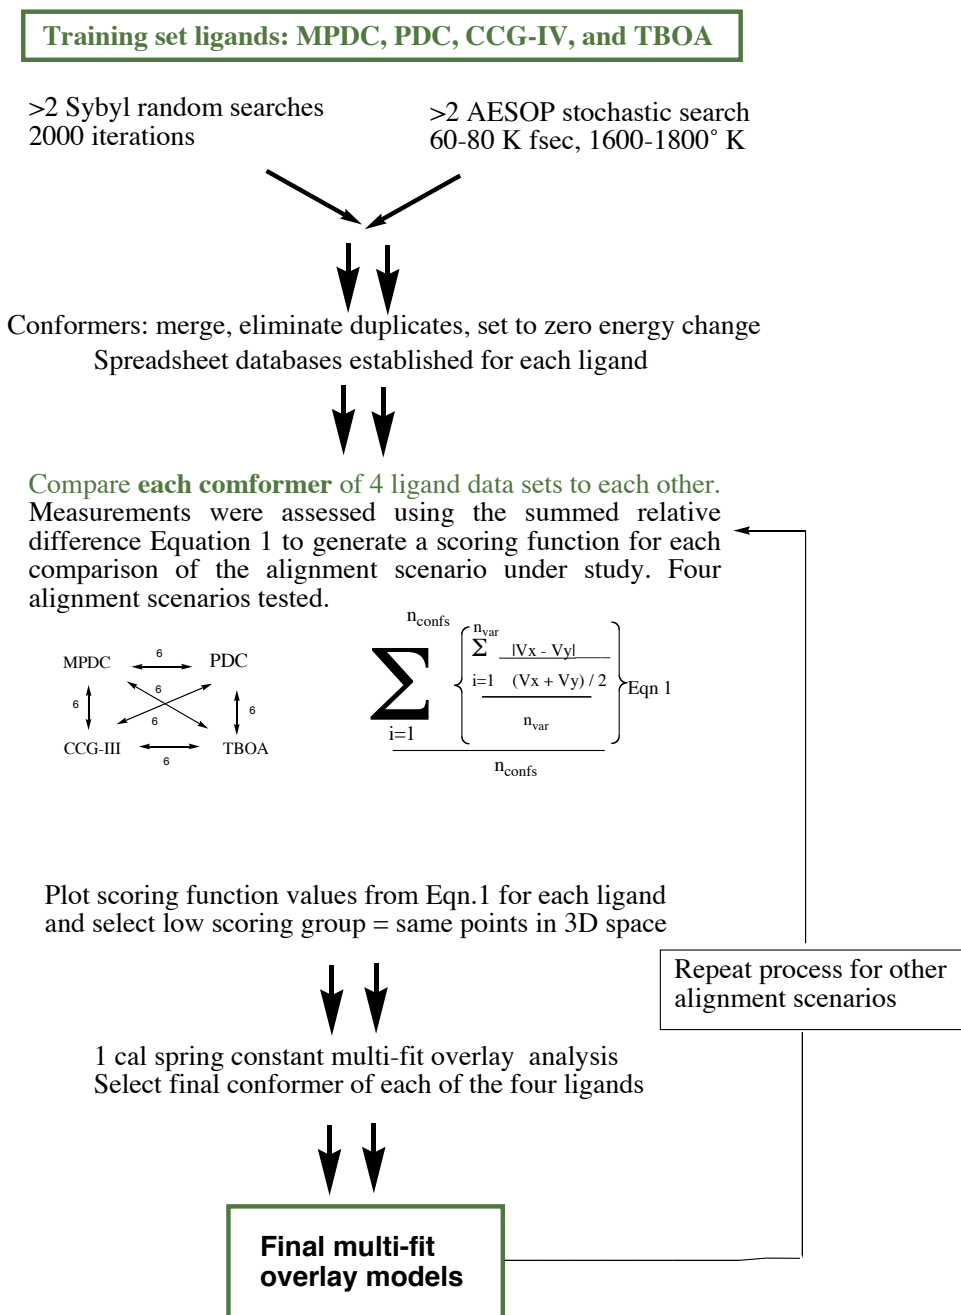 Training set ligands: MPDC, PDC, CCG-IV, and TBOA
>2 Sybyl random searches
2000 iterations
>2 AESOP stochastic search
60-80 K fsec, 1600-1800° K
Conformers: merge, eliminate duplicates, set to zero energy change
Spreadsheet databases established for each ligand
Compare each comformer of 4 ligand data sets to each other.
Measurements were assessed using the summed relative
difference Equation 1 to generate a scoring function for each
comparison of the alignment scenario under study. Four
alignment scenarios tested.
MPDC 6 PDC
6 6 6 6
CCG-III 6 TBOA
n_confs
Σ
i=1
{
n_var
Σ
i=1
|Vx - Vy|
(Vx + Vy) / 2
n_var
}
Eqn 1
n_confs
Plot scoring function values from Eqn.1 for each ligand
and select low scoring group = same points in 3D space
Repeat process for other
alignment scenarios
1 cal spring constant multi-fit overlay analysis
Select final conformer of each of the four ligands
Final multi-fit
overlay models